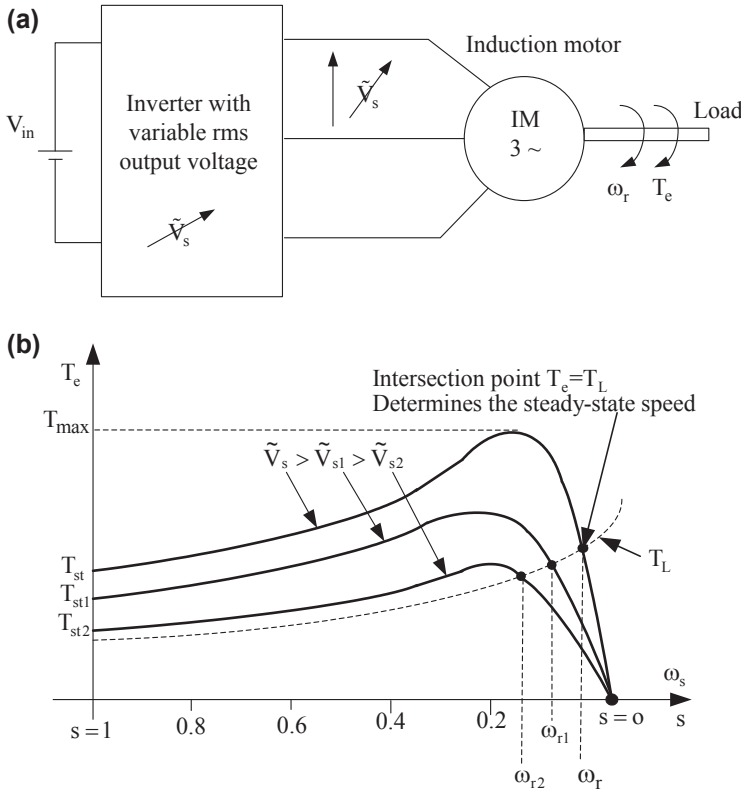 (a)
Induction motor
V_in
Inverter with
variable rms
output voltage
Ṽ_s
Ṽ_s
IM
3 ~
Load
ω_r
T_e
(b)
T_e
T_max
Intersection point T_e=T_L
Determines the steady-state speed
Ṽ_s > Ṽ_s1 > Ṽ_s2
T_st
T_st1
T_st2
T_L
ω_s
s = 1
0.8
0.6
0.4
0.2
s = o
s
ω_r2
ω_r1
ω_r